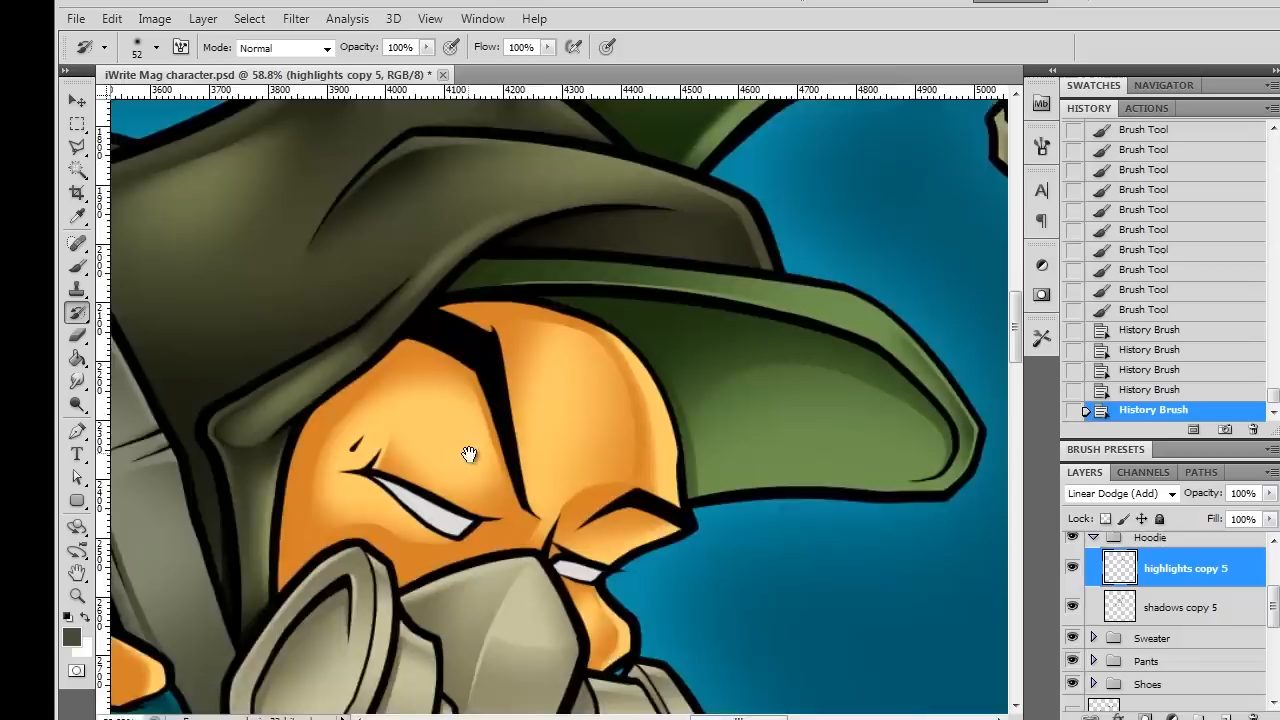 File Edit Image Layer Select Filter Analysis 3D View Window Help
52 Mode: Normal Opacity: 100% Flow: 100%
iWrite Mag character.psd @ 58.8% (highlights copy 5, RGB/8) *
3600 3700 3800 3900 4000 4100 4200 4300 4400 4500 4600 4700 4800 4900 5000
SWATCHES NAVIGATOR
HISTORY ACTIONS
Brush Tool
Brush Tool
Brush Tool
Brush Tool
Brush Tool
Brush Tool
Brush Tool
Brush Tool
Brush Tool
Brush Tool
History Brush
History Brush
History Brush
History Brush
History Brush
BRUSH PRESETS
LAYERS CHANNELS PATHS
Linear Dodge (Add) Opacity: 100%
Lock: Fill: 100%
Hoodie
highlights copy 5
shadows copy 5
Sweater
Pants
Shoes